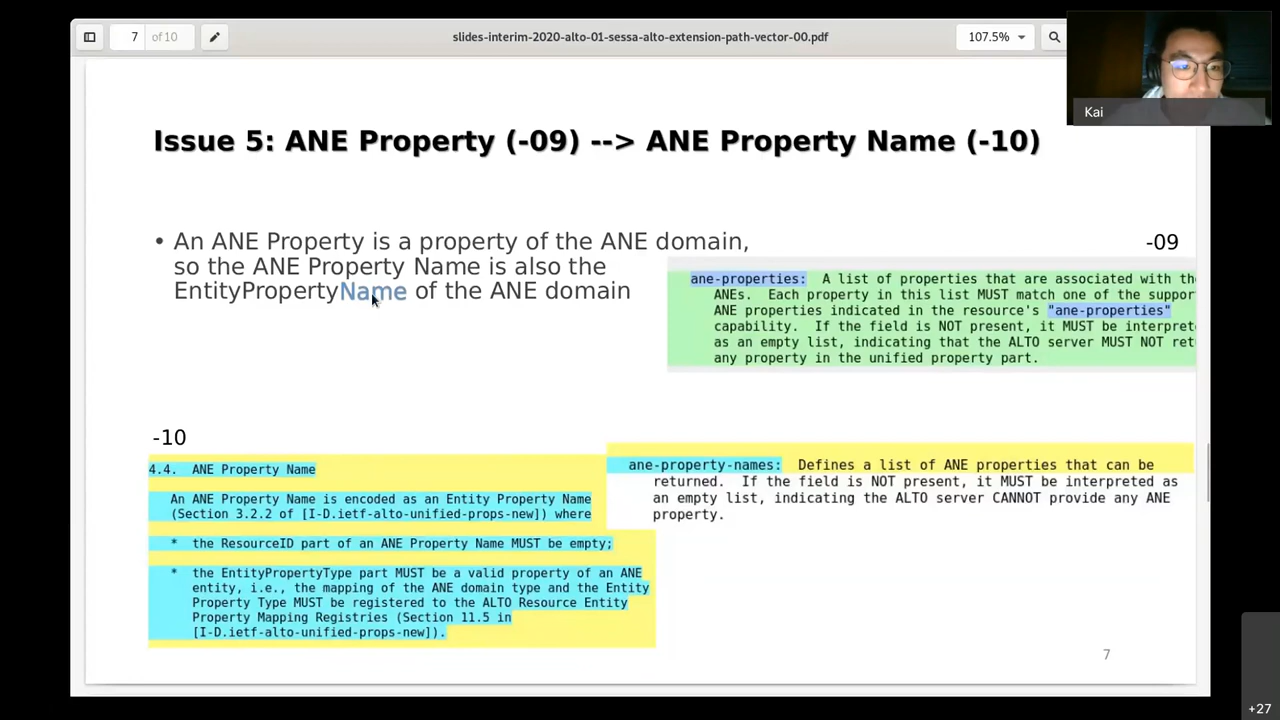 7 of 10
slides-interim-2020-alto-01-sessa-alto-extension-path-vector-00.pdf
107.5%
Kai
Issue 5: ANE Property (-09) --> ANE Property Name (-10)
• An ANE Property is a property of the ANE domain,
so the ANE Property Name is also the
EntityPropertyName of the ANE domain
-09
ane-properties: A list of properties that are associated with the
ANEs. Each property in this list MUST match one of the suppor
ANE properties indicated in the resource's "ane-properties"
capability. If the field is NOT present, it MUST be interpret
as an empty list, indicating that the ALTO server MUST NOT ret
any property in the unified property part.
-10
4.4. ANE Property Name
An ANE Property Name is encoded as an Entity Property Name
(Section 3.2.2 of [I-D.ietf-alto-unified-props-new]) where
* the ResourceID part of an ANE Property Name MUST be empty;
* the EntityPropertyType part MUST be a valid property of an ANE
entity, i.e., the mapping of the ANE domain type and the Entity
Property Type MUST be registered to the ALTO Resource Entity
Property Mapping Registries (Section 11.5 in
[I-D.ietf-alto-unified-props-new]).
ane-property-names: Defines a list of ANE properties that can be
returned. If the field is NOT present, it MUST be interpreted as
an empty list, indicating the ALTO server CANNOT provide any ANE
property.
7
+27